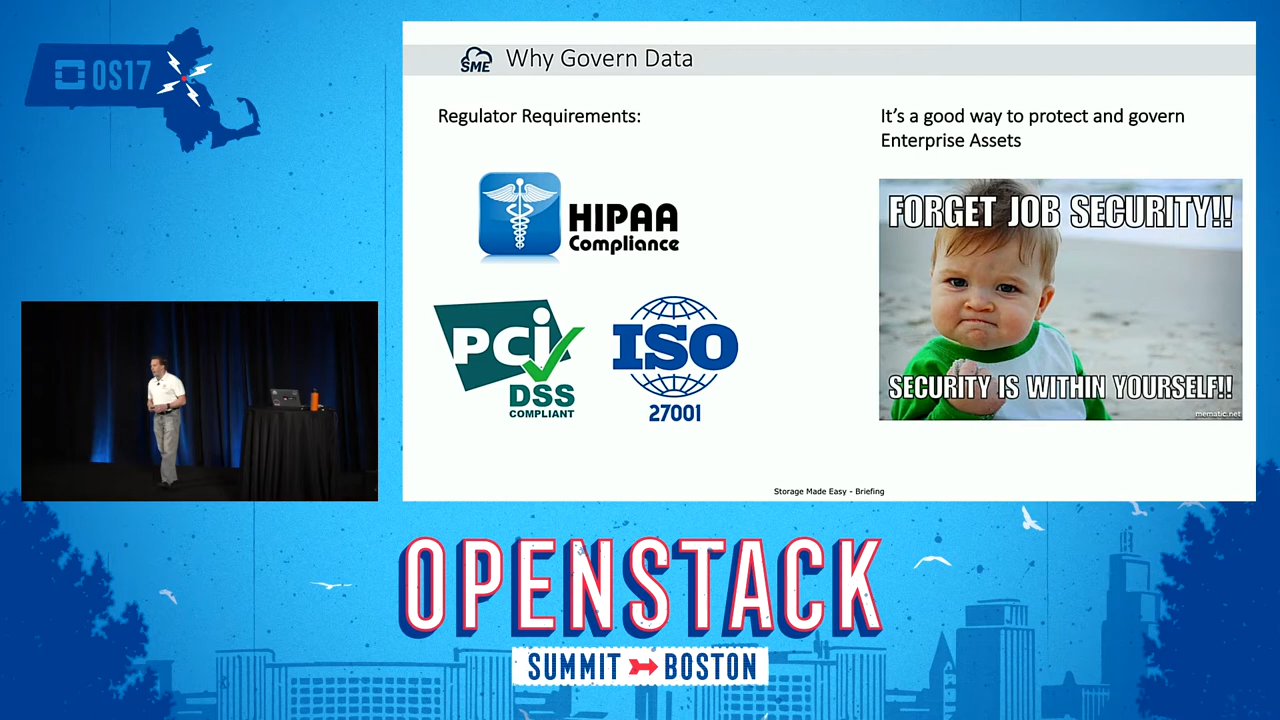 OS17
SME
Why Govern Data
Regulator Requirements:
It's a good way to protect and govern
Enterprise Assets
HIPAA
Compliance
PCI
DSS
COMPLIANT
ISO
27001
FORGET JOB SECURITY!!
SECURITY IS WITHIN YOURSELF!!
mematic.net
Storage Made Easy - Briefing
OPENSTACK
SUMMIT BOSTON